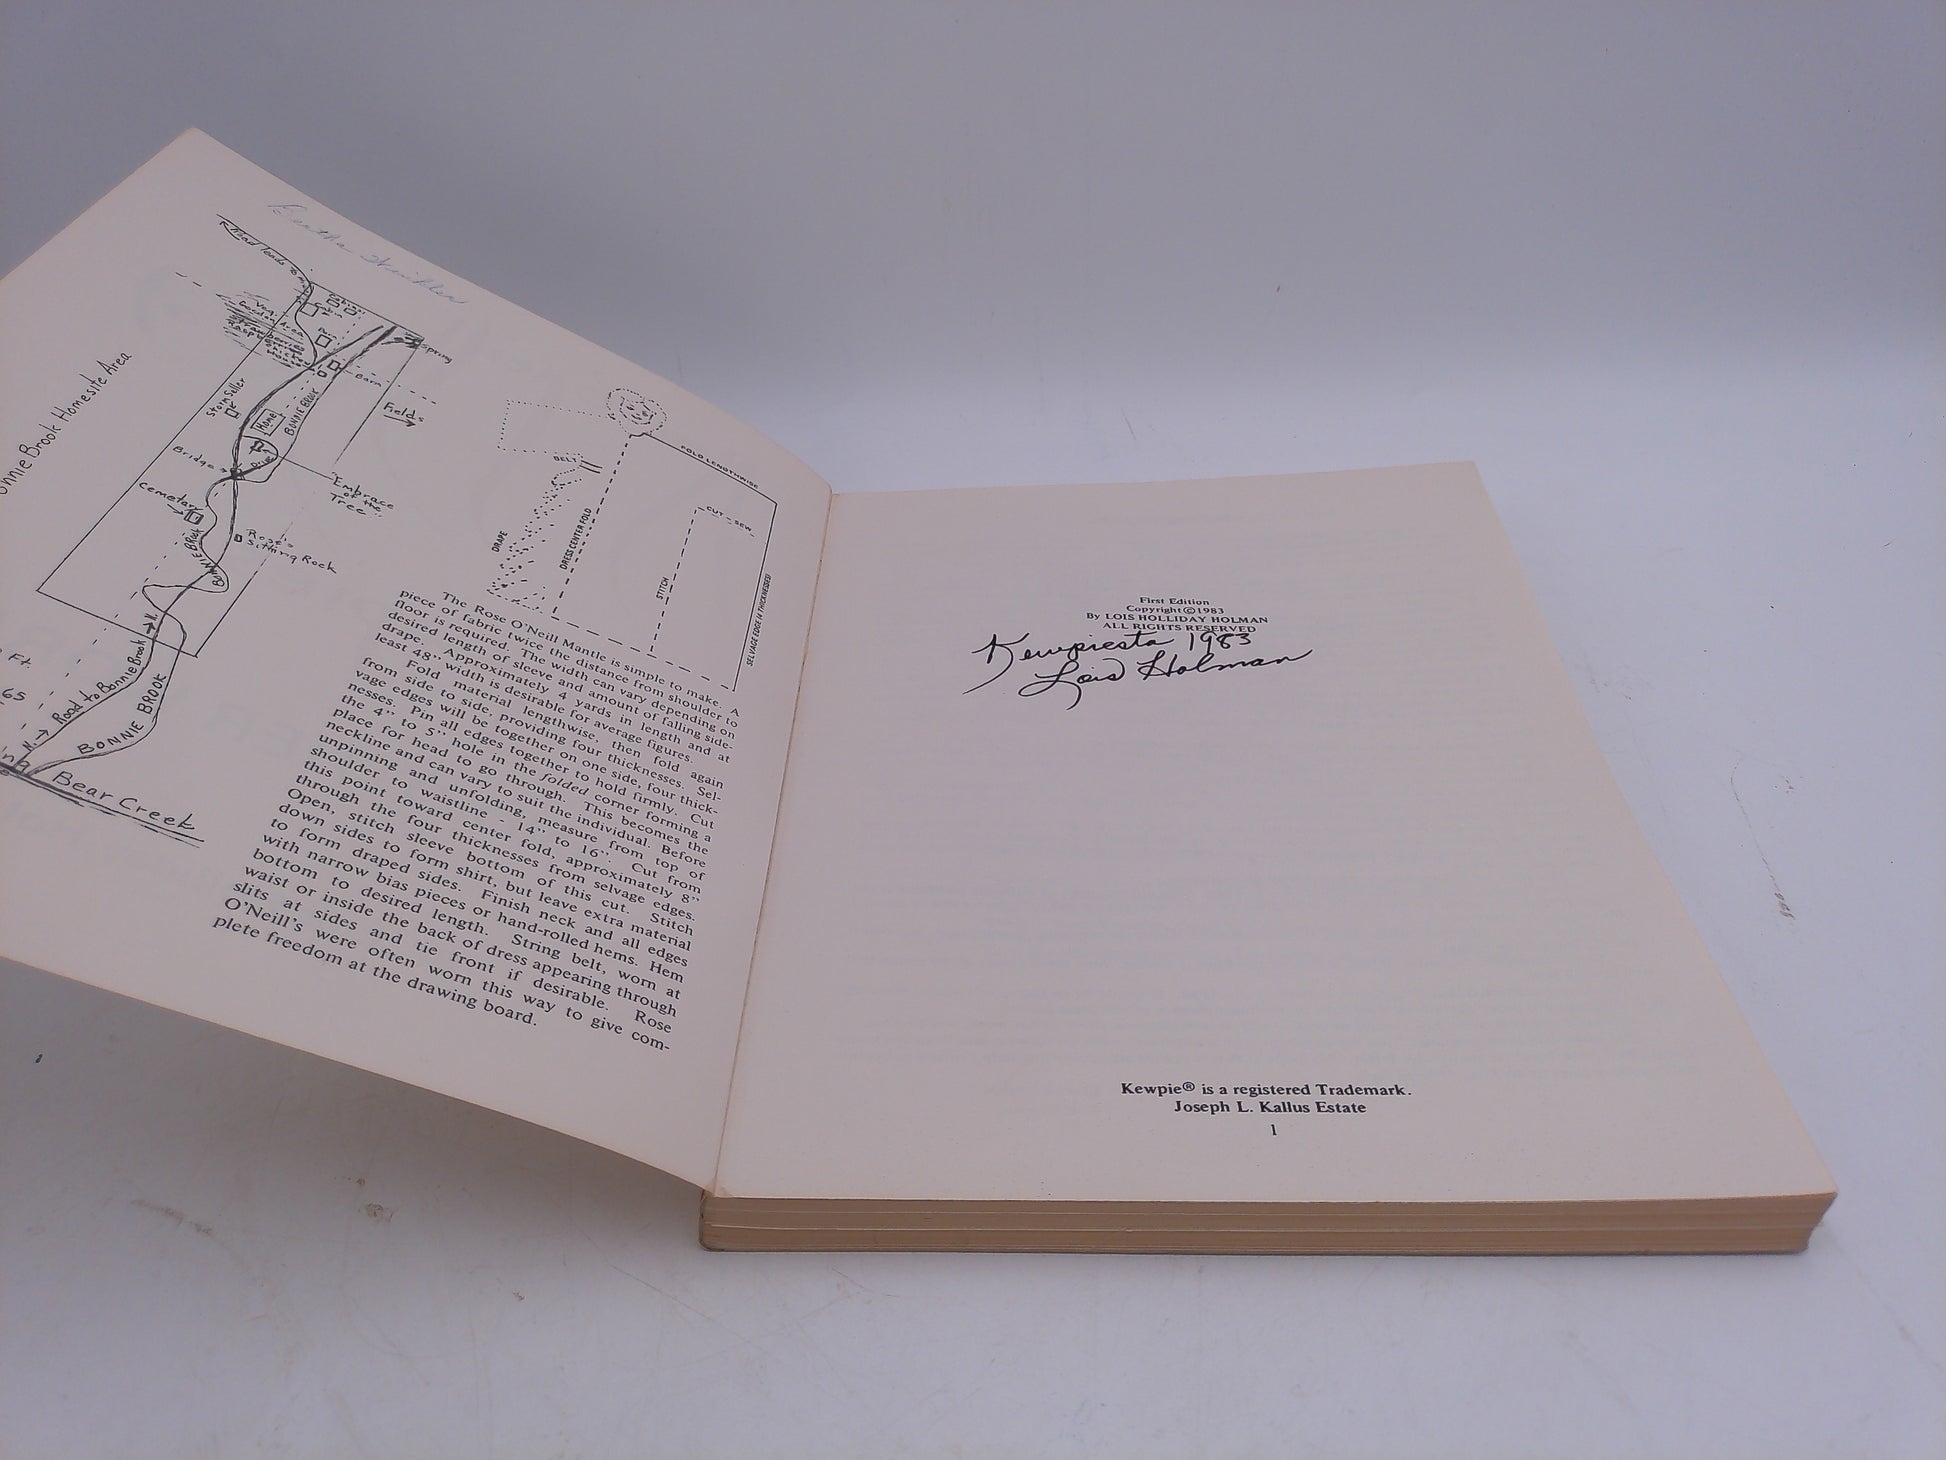 Road leads to
Spring
Barn
Storm Seller
Fields
Home
BONNIE BROOK
Bridge
Embrace
of the
Tree
Cemetary
Rose's
Sitting Rock
BONNIE BROOK
Brook Homesite Area
Road to Bonnie Brook → N.
BONNIE BROOK
N. →
Ft
65
Bear Creek
FOLD LENGTHWISE
BELT
CUT - SEW
DRAPE
DRESS CENTER FOLD
STITCH
SELVAGE EDGE (4 THICKNESSES)
The Rose O'Neill Mantle is simple to make. A
piece of fabric twice the distance from shoulder to
floor is required. The width can vary depending on
desired length of sleeve and amount of falling side-
drape. Approximately 4 yards in length and at
least 48" width is desirable for average figures.
Fold material lengthwise, then fold again
from side to side, providing four thicknesses. Sel-
vage edges will be together on one side, four thick-
nesses. Pin all edges together to hold firmly. Cut
the 4" to 5" hole in the folded corner forming a
place for head to go through. This becomes the
neckline and can vary to suit the individual. Before
unpinning and unfolding, measure from top of
shoulder to waistline - 14" to 16". Cut from
this point toward center fold, approximately 8"
through the four thicknesses from selvage edges.
Open, stitch sleeve bottom of this cut. Stitch
down sides to form shirt, but leave extra material
to form draped sides. Finish neck and all edges
with narrow bias pieces or hand-rolled hems. Hem
bottom to desired length. String belt, worn at
waist or inside the back of dress appearing through
slits at sides and tie front if desirable. Rose
O'Neill's were often worn this way to give com-
plete freedom at the drawing board.
First Edition
Copyright © 1983
By LOIS HOLLIDAY HOLMAN
ALL RIGHTS RESERVED
Kewpiesta 1983
Lois Holman
Kewpie® is a registered Trademark.
Joseph L. Kallus Estate
1